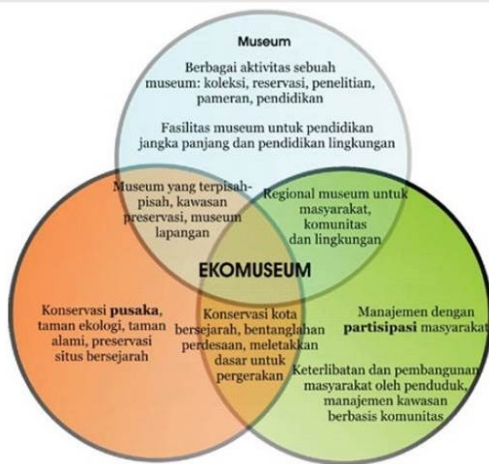 Museum
Berbagai aktivitas sebuah
museum: koleksi, reservasi, penelitian,
pameran, pendidikan
Fasilitas museum untuk pendidikan
jangka panjang dan pendidikan lingkungan
Museum yang terpisah-
pisah, kawasan
preservasi, museum
lapangan
Regional museum untuk
masyarakat,
komunitas
dan lingkungan
EKOMUSEUM
Konservasi pusaka,
taman ekologi, taman
alami, preservasi
situs bersejarah
Konservasi kota
bersejarah, bentanglahan
perdesaan, meletakkan
dasar untuk
pergerakan
Manajemen dengan
partisipasi masyarakat
Keterlibatan dan pembangunan
masyarakat oleh penduduk,
manajemen kawasan
berbasis komunitas